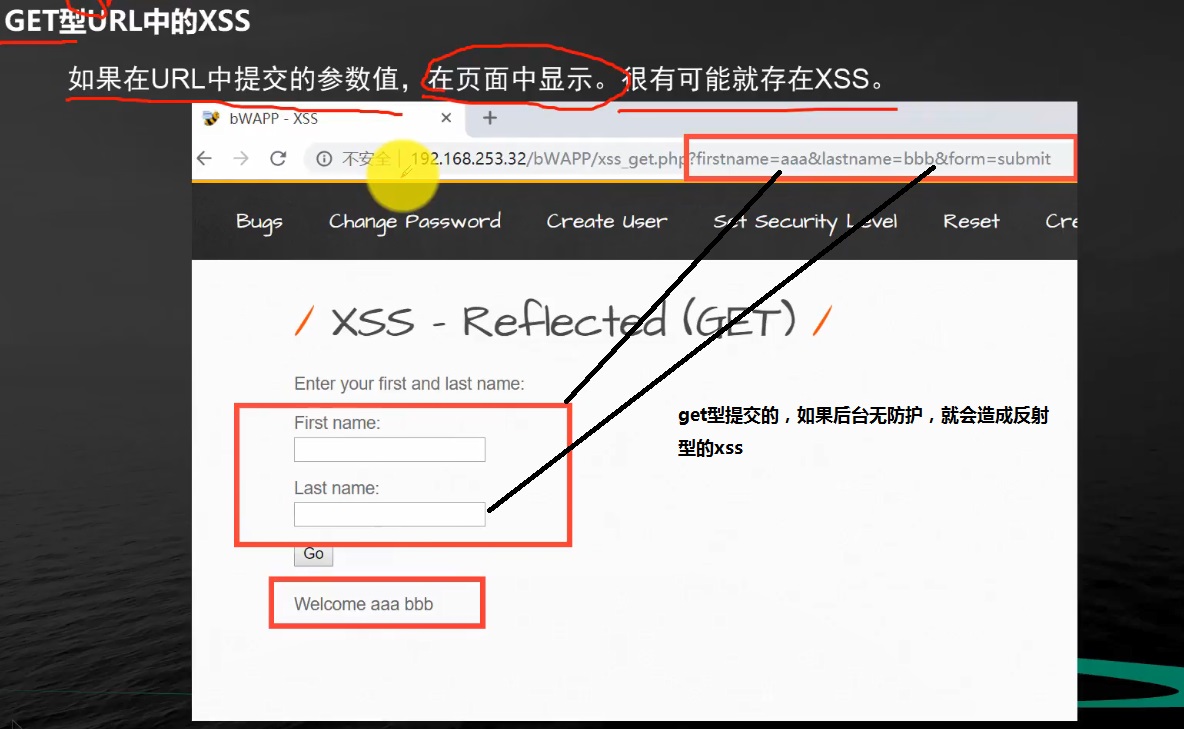 GET型URL中的XSS
如果在URL中提交的参数值，在页面中显示。很有可能就存在XSS。
bWAPP - XSS
不安全 | 192.168.253.32/bWAPP/xss_get.php?firstname=aaa&lastname=bbb&form=submit
Bugs Change Password Create User Set Security Level Reset Cre
/ XSS - Reflected (GET) /
Enter your first and last name:
First name:
get型提交的，如果后台无防护，就会造成反射
型的xss
Last name:
Go
Welcome aaa bbb